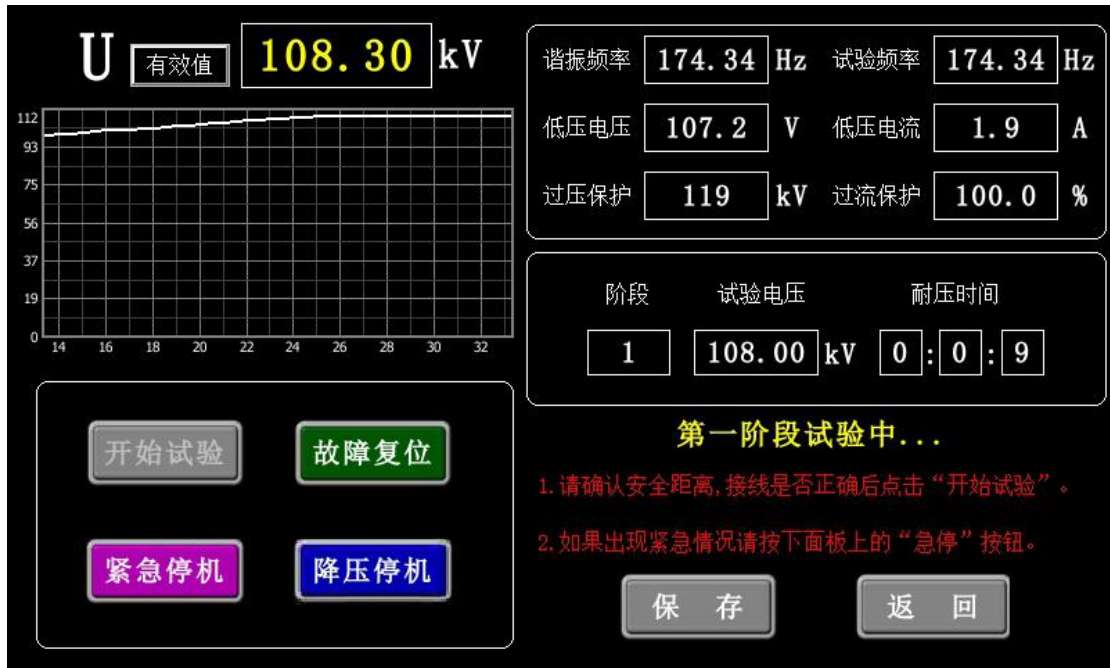 U 有效值 108.30 kV
谐振频率 174.34 Hz 试验频率 174.34 Hz
低压电压 107.2 V 低压电流 1.9 A
过压保护 119 kV 过流保护 100.0 %
112
93
75
56
37
19
0
14 16 18 20 22 24 26 28 30 32
阶段 试验电压 耐压时间
1 108.00 kV 0 : 0 : 9
开始试验 故障复位
紧急停机 降压停机
第一阶段试验中...
1.请确认安全距离,接线是否正确后点击“开始试验”。
2.如果出现紧急情况请按下面板上的“急停”按钮。
保 存 返 回